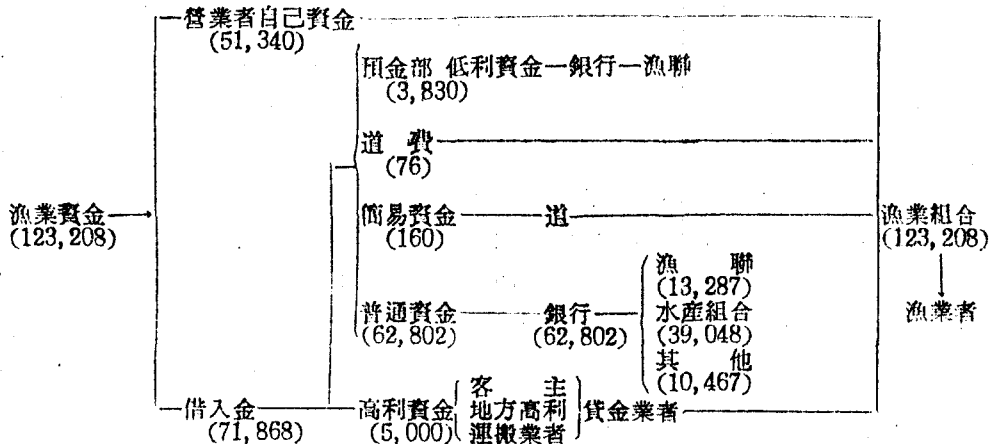 營業者自己資金
(51,340)
預金部 低利資金—銀行—漁聯
(3,830)
道 費
(76)
漁業資金
(123,208)
簡易資金 道
(160)
漁業組合
(123,208)
漁 聯
(13,287)
普通資金 銀行
(62,802) (62,802)
水産組合
(39,048)
漁業者
其 他
(10,467)
借入金
(71,868)
高利資金
(5,000)
客 主
地方高利
運搬業者
貸金業者